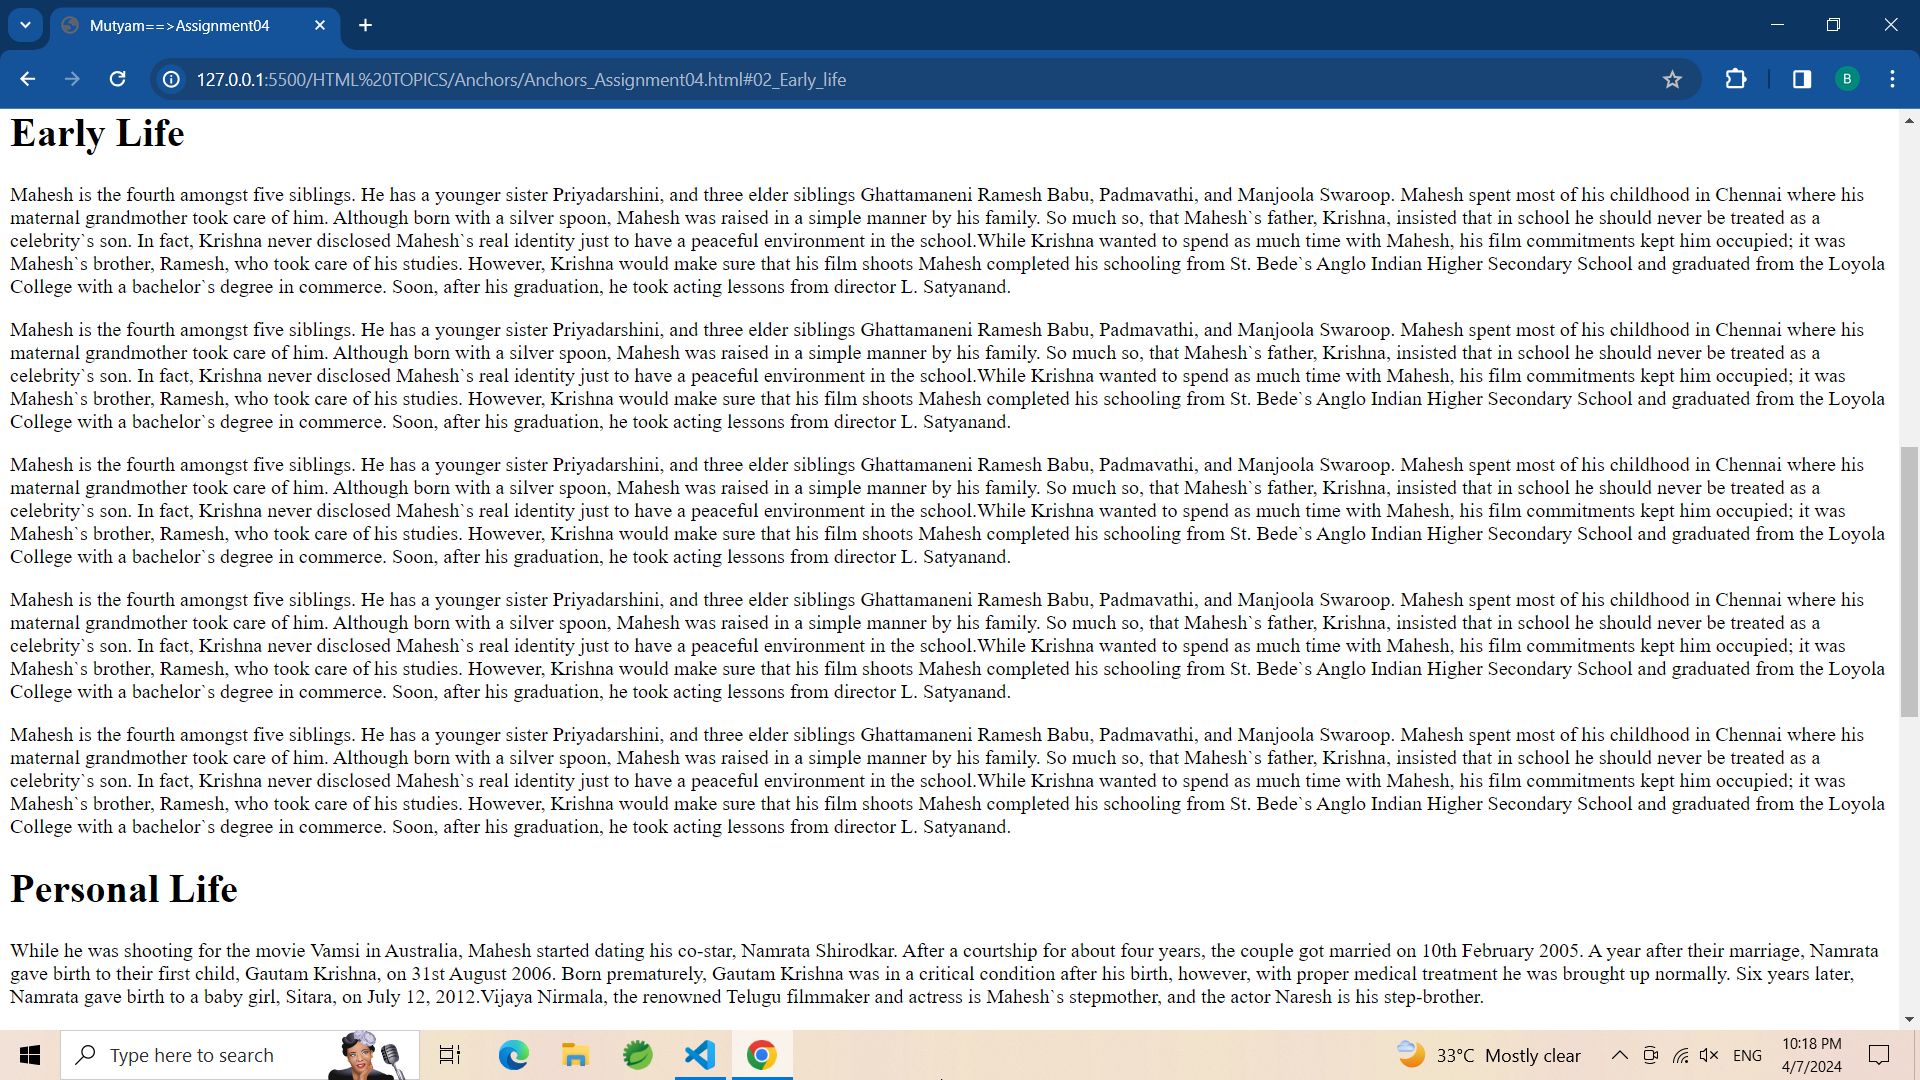 Mutyam==>Assignment04
127.0.0.1:5500/HTML%20TOPICS/Anchors/Anchors_Assignment04.html#02_Early_life
B
Early Life
Mahesh is the fourth amongst five siblings. He has a younger sister Priyadarshini, and three elder siblings Ghattamaneni Ramesh Babu, Padmavathi, and Manjoola Swaroop. Mahesh spent most of his childhood in Chennai where his
maternal grandmother took care of him. Although born with a silver spoon, Mahesh was raised in a simple manner by his family. So much so, that Mahesh`s father, Krishna, insisted that in school he should never be treated as a
celebrity`s son. In fact, Krishna never disclosed Mahesh`s real identity just to have a peaceful environment in the school.While Krishna wanted to spend as much time with Mahesh, his film commitments kept him occupied; it was
Mahesh`s brother, Ramesh, who took care of his studies. However, Krishna would make sure that his film shoots Mahesh completed his schooling from St. Bede`s Anglo Indian Higher Secondary School and graduated from the Loyola
College with a bachelor`s degree in commerce. Soon, after his graduation, he took acting lessons from director L. Satyanand.
Mahesh is the fourth amongst five siblings. He has a younger sister Priyadarshini, and three elder siblings Ghattamaneni Ramesh Babu, Padmavathi, and Manjoola Swaroop. Mahesh spent most of his childhood in Chennai where his
maternal grandmother took care of him. Although born with a silver spoon, Mahesh was raised in a simple manner by his family. So much so, that Mahesh`s father, Krishna, insisted that in school he should never be treated as a
celebrity`s son. In fact, Krishna never disclosed Mahesh`s real identity just to have a peaceful environment in the school.While Krishna wanted to spend as much time with Mahesh, his film commitments kept him occupied; it was
Mahesh`s brother, Ramesh, who took care of his studies. However, Krishna would make sure that his film shoots Mahesh completed his schooling from St. Bede`s Anglo Indian Higher Secondary School and graduated from the Loyola
College with a bachelor`s degree in commerce. Soon, after his graduation, he took acting lessons from director L. Satyanand.
Mahesh is the fourth amongst five siblings. He has a younger sister Priyadarshini, and three elder siblings Ghattamaneni Ramesh Babu, Padmavathi, and Manjoola Swaroop. Mahesh spent most of his childhood in Chennai where his
maternal grandmother took care of him. Although born with a silver spoon, Mahesh was raised in a simple manner by his family. So much so, that Mahesh`s father, Krishna, insisted that in school he should never be treated as a
celebrity`s son. In fact, Krishna never disclosed Mahesh`s real identity just to have a peaceful environment in the school.While Krishna wanted to spend as much time with Mahesh, his film commitments kept him occupied; it was
Mahesh`s brother, Ramesh, who took care of his studies. However, Krishna would make sure that his film shoots Mahesh completed his schooling from St. Bede`s Anglo Indian Higher Secondary School and graduated from the Loyola
College with a bachelor`s degree in commerce. Soon, after his graduation, he took acting lessons from director L. Satyanand.
Mahesh is the fourth amongst five siblings. He has a younger sister Priyadarshini, and three elder siblings Ghattamaneni Ramesh Babu, Padmavathi, and Manjoola Swaroop. Mahesh spent most of his childhood in Chennai where his
maternal grandmother took care of him. Although born with a silver spoon, Mahesh was raised in a simple manner by his family. So much so, that Mahesh`s father, Krishna, insisted that in school he should never be treated as a
celebrity`s son. In fact, Krishna never disclosed Mahesh`s real identity just to have a peaceful environment in the school.While Krishna wanted to spend as much time with Mahesh, his film commitments kept him occupied; it was
Mahesh`s brother, Ramesh, who took care of his studies. However, Krishna would make sure that his film shoots Mahesh completed his schooling from St. Bede`s Anglo Indian Higher Secondary School and graduated from the Loyola
College with a bachelor`s degree in commerce. Soon, after his graduation, he took acting lessons from director L. Satyanand.
Mahesh is the fourth amongst five siblings. He has a younger sister Priyadarshini, and three elder siblings Ghattamaneni Ramesh Babu, Padmavathi, and Manjoola Swaroop. Mahesh spent most of his childhood in Chennai where his
maternal grandmother took care of him. Although born with a silver spoon, Mahesh was raised in a simple manner by his family. So much so, that Mahesh`s father, Krishna, insisted that in school he should never be treated as a
celebrity`s son. In fact, Krishna never disclosed Mahesh`s real identity just to have a peaceful environment in the school.While Krishna wanted to spend as much time with Mahesh, his film commitments kept him occupied; it was
Mahesh`s brother, Ramesh, who took care of his studies. However, Krishna would make sure that his film shoots Mahesh completed his schooling from St. Bede`s Anglo Indian Higher Secondary School and graduated from the Loyola
College with a bachelor`s degree in commerce. Soon, after his graduation, he took acting lessons from director L. Satyanand.
Personal Life
While he was shooting for the movie Vamsi in Australia, Mahesh started dating his co-star, Namrata Shirodkar. After a courtship for about four years, the couple got married on 10th February 2005. A year after their marriage, Namrata
gave birth to their first child, Gautam Krishna, on 31st August 2006. Born prematurely, Gautam Krishna was in a critical condition after his birth, however, with proper medical treatment he was brought up normally. Six years later,
Namrata gave birth to a baby girl, Sitara, on July 12, 2012.Vijaya Nirmala, the renowned Telugu filmmaker and actress is Mahesh`s stepmother, and the actor Naresh is his step-brother.
Type here to search
33°C Mostly clear
ENG
10:18 PM
4/7/2024